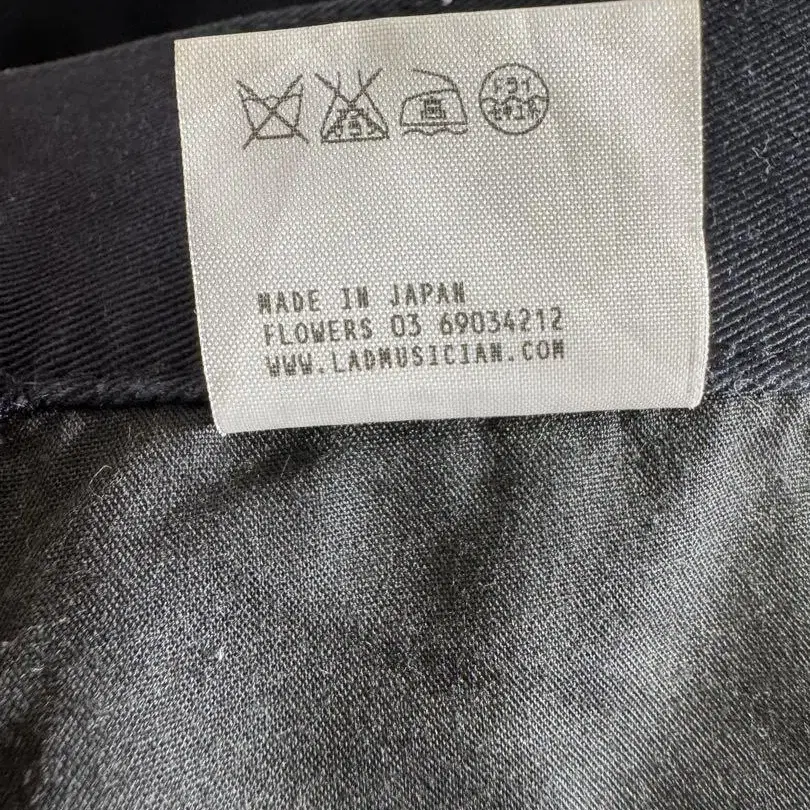 MADE IN JAPAN
FLOWERS 03 69034212
WWW.LADMUSICIAN.COM